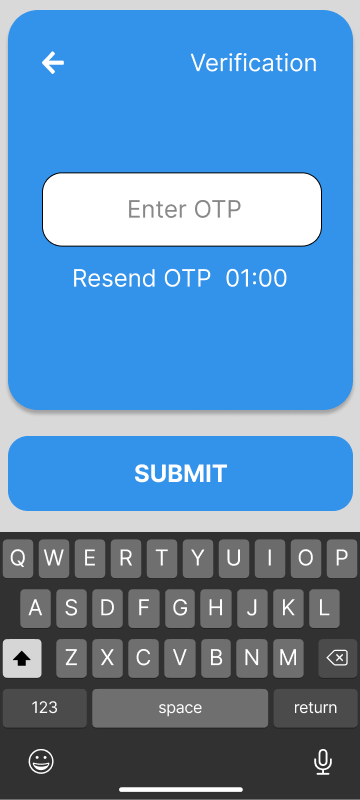 Verification
Enter OTP
Resend OTP 01:00
SUBMIT
Q W E R T Y U I O P
A S D F G H J K L
Z X C V B N M
123 space return